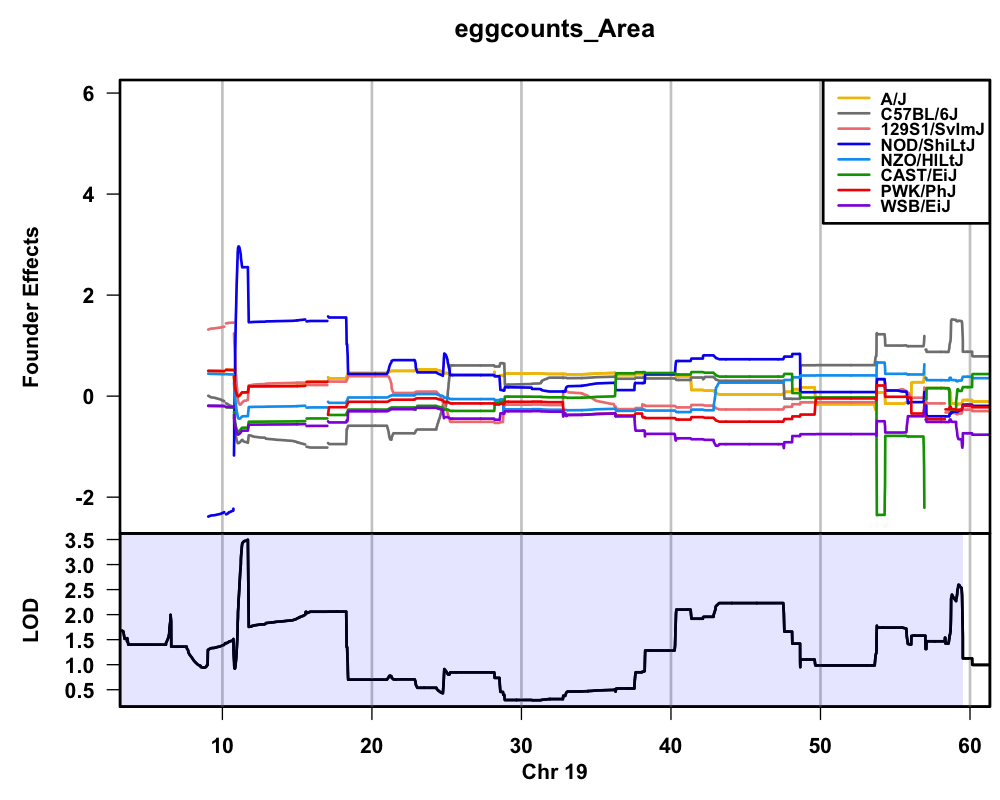 eggcounts_Area
6
4
2
0
-2
Founder Effects
A/J
C57BL/6J
129S1/SvImJ
NOD/ShiLtJ
NZO/HlLtJ
CAST/EiJ
PWK/PhJ
WSB/EiJ
3.5
3.0
2.5
2.0
1.5
1.0
0.5
LOD
10 20 30 40 50 60
Chr 19